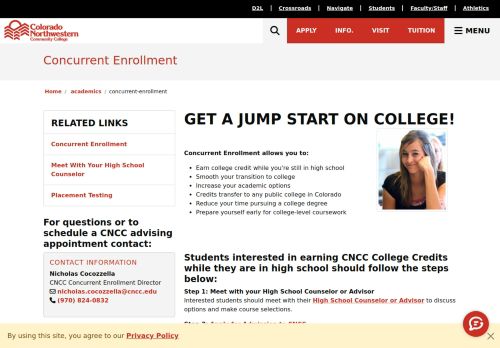 D2L | Crossroads | Navigate | Students | Faculty/Staff | Athletics
Colorado
Northwestern
Community College
APPLY INFO. VISIT TUITION MENU
Concurrent Enrollment
Home / academics / concurrent-enrollment
RELATED LINKS
Concurrent Enrollment
Meet With Your High School
Counselor
Placement Testing
For questions or to
schedule a CNCC advising
appointment contact:
CONTACT INFORMATION
Nicholas Cocozzella
CNCC Concurrent Enrollment Director
nicholas.cocozzella@cncc.edu
(970) 824-0832
GET A JUMP START ON COLLEGE!
Concurrent Enrollment allows you to:
Earn college credit while you're still in high school
Smooth your transition to college
Increase your academic options
Credits transfer to any public college in Colorado
Reduce your time pursuing a college degree
Prepare yourself early for college-level coursework
Students interested in earning CNCC College Credits
while they are in high school should follow the steps
below:
Step 1: Meet with your High School Counselor or Advisor
Interested students should meet with their High School Counselor or Advisor to discuss
options and make course selections.
Step 2: Apply for Admission to CNCC
By using this site, you agree to our Privacy Policy